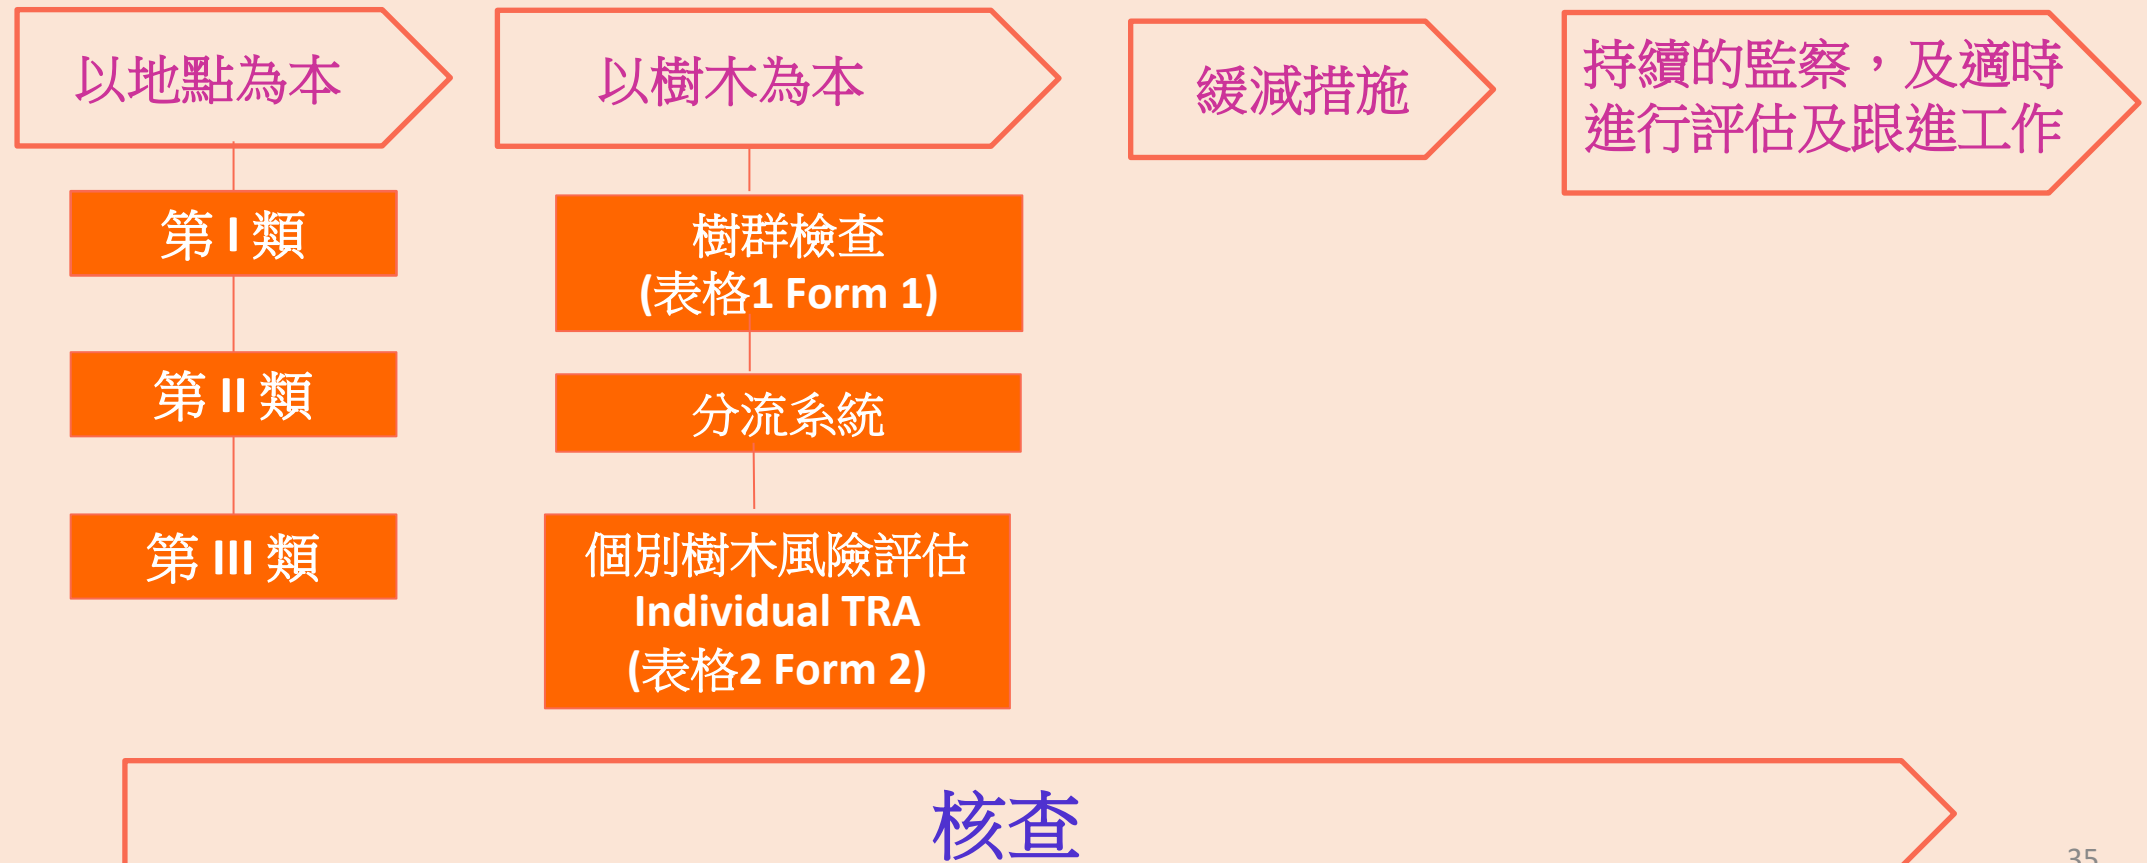 以地點為本
第 I 類
第 II 類
第 III 類
以樹木為本
樹群檢查
(表格1 Form 1)
分流系統
個別樹木風險評估
Individual TRA
(表格2 Form 2)
緩減措施
持續的監察，及適時
進行評估及跟進工作
核查
35